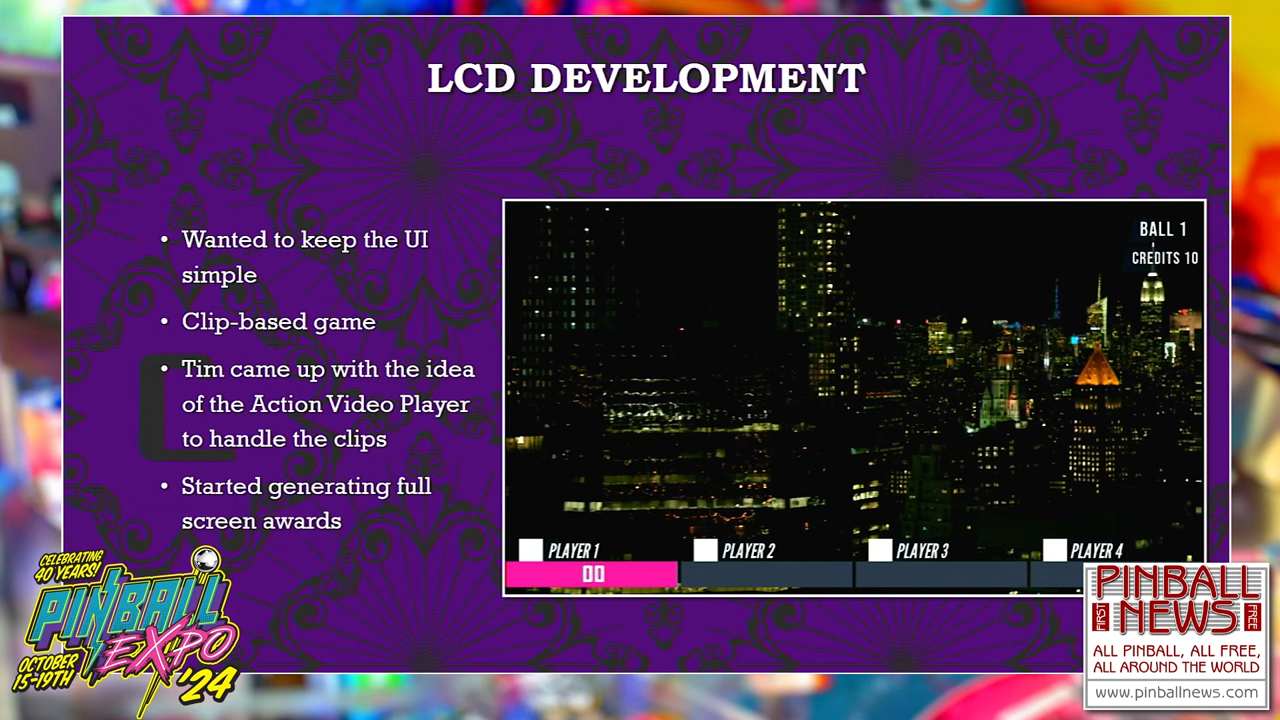 LCD DEVELOPMENT
• Wanted to keep the UI
simple
• Clip-based game
• Tim came up with the idea
of the Action Video Player
to handle the clips
• Started generating full
screen awards
BALL 1
CREDITS 10
PLAYER 1
PLAYER 2
PLAYER 3
PLAYER 4
00
CELEBRATING
40 YEARS!
PINBALL
EXPO
OCTOBER
15-19TH
'24
PINBALL
FIRST
NEWS
FREE
ALL PINBALL, ALL FREE,
ALL AROUND THE WORLD
www.pinballnews.com